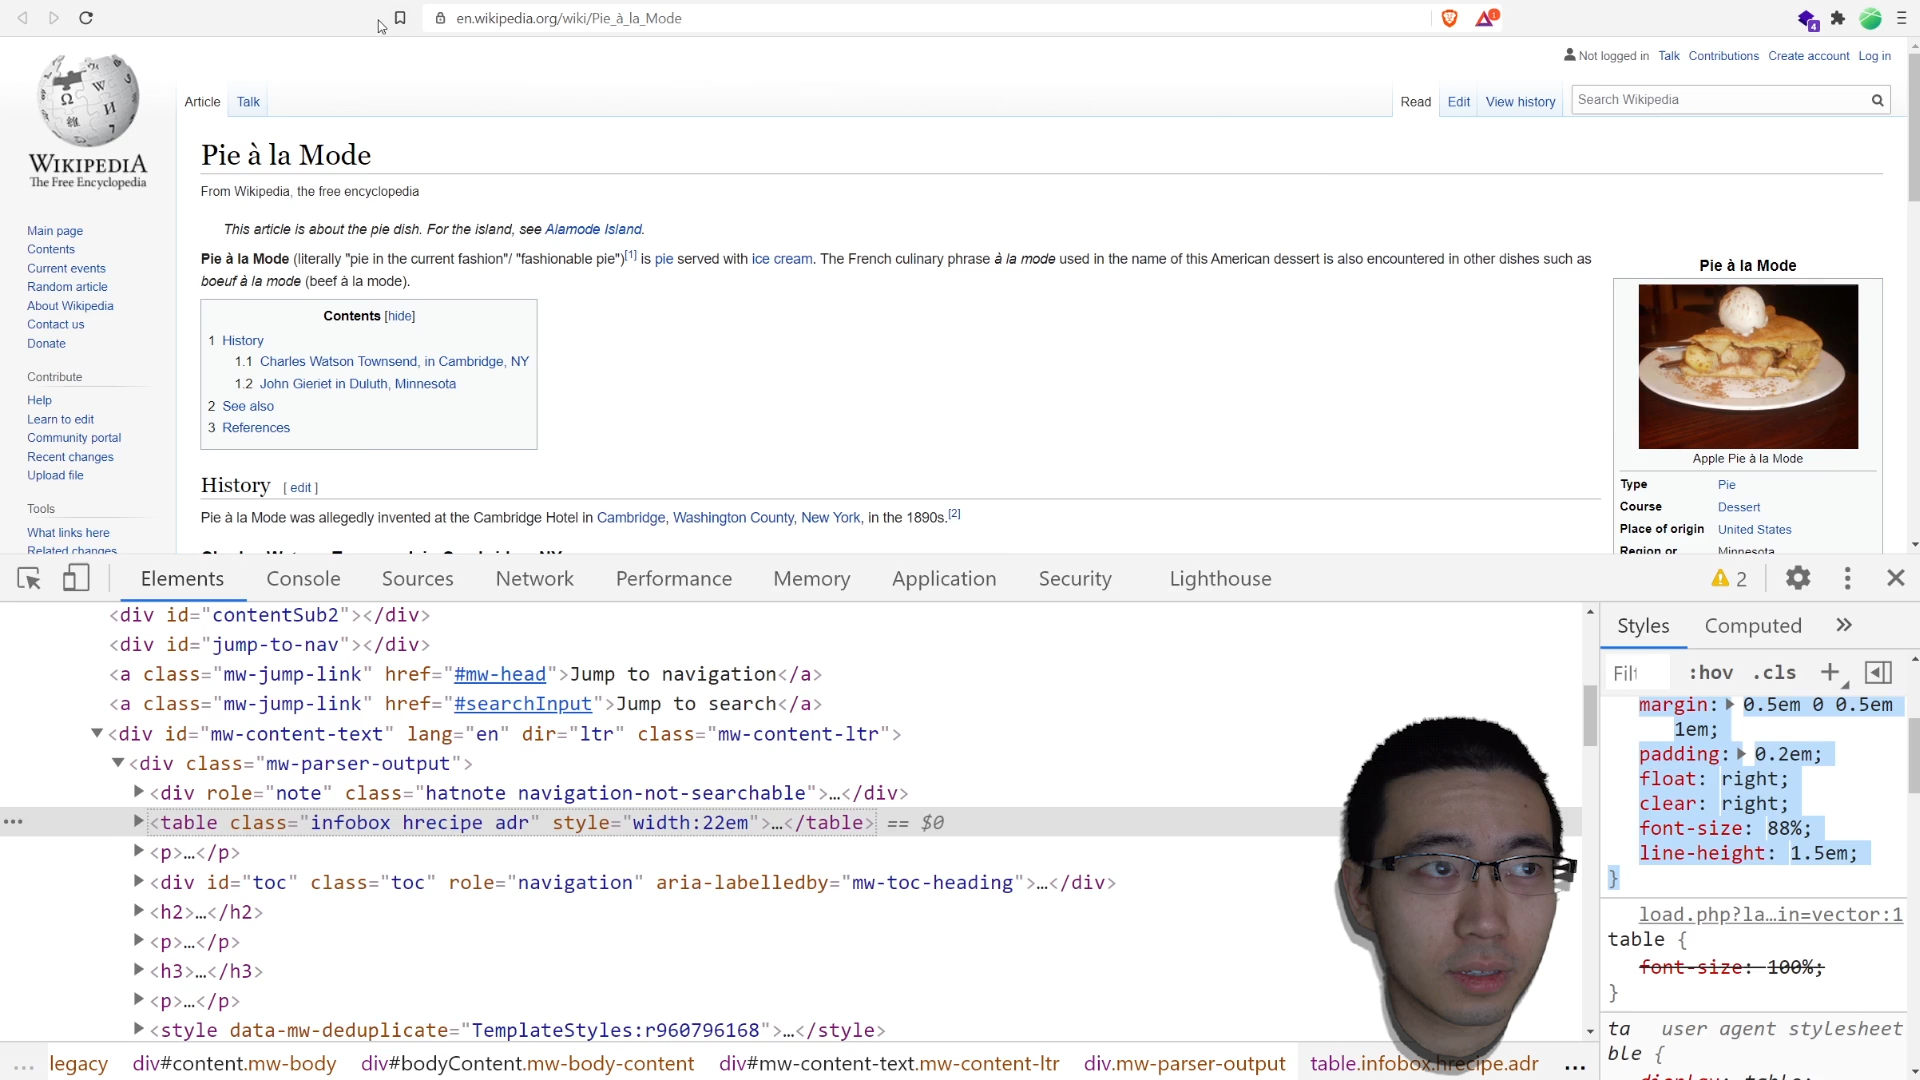 en.wikipedia.org/wiki/Pie_à_la_Mode
4
Not logged in Talk Contributions Create account Log in
Article Talk
Read Edit View history Search Wikipedia
WIKIPEDIA
The Free Encyclopedia
Main page
Contents
Current events
Random article
About Wikipedia
Contact us
Donate
Contribute
Help
Learn to edit
Community portal
Recent changes
Upload file
Tools
What links here
Related changes
Pie à la Mode
From Wikipedia, the free encyclopedia
This article is about the pie dish. For the island, see Alamode Island.
Pie à la Mode (literally "pie in the current fashion"/ "fashionable pie")[1] is pie served with ice cream. The French culinary phrase à la mode used in the name of this American dessert is also encountered in other dishes such as
boeuf à la mode (beef à la mode).
Contents [hide]
1 History
1.1 Charles Watson Townsend, in Cambridge, NY
1.2 John Gieriet in Duluth, Minnesota
2 See also
3 References
History [ edit ]
Pie à la Mode was allegedly invented at the Cambridge Hotel in Cambridge, Washington County, New York, in the 1890s.[2]
Pie à la Mode
Apple Pie à la Mode
Type Pie
Course Dessert
Place of origin United States
Region or Minnesota
Elements Console Sources Network Performance Memory Application Security Lighthouse
2
<div id="contentSub2"></div>
<div id="jump-to-nav"></div>
<a class="mw-jump-link" href="#mw-head">Jump to navigation</a>
<a class="mw-jump-link" href="#searchInput">Jump to search</a>
<div id="mw-content-text" lang="en" dir="ltr" class="mw-content-ltr">
<div class="mw-parser-output">
<div role="note" class="hatnote navigation-not-searchable">…</div>
<table class="infobox hrecipe adr" style="width:22em">…</table> == $0
<p>…</p>
<div id="toc" class="toc" role="navigation" aria-labelledby="mw-toc-heading">…</div>
<h2>…</h2>
<p>…</p>
<h3>…</h3>
<p>…</p>
<style data-mw-deduplicate="TemplateStyles:r960796168">…</style>
... legacy div#content.mw-body div#bodyContent.mw-body-content div#mw-content-text.mw-content-ltr div.mw-parser-output table.infobox.hrecipe.adr ...
Styles Computed
Filt :hov .cls
margin: 0.5em 0 0.5em
1em;
padding: 0.2em;
float: right;
clear: right;
font-size: 88%;
line-height: 1.5em;
}
load.php?la…in=vector:1
table {
font-size: 100%;
}
ta user agent stylesheet
ble {